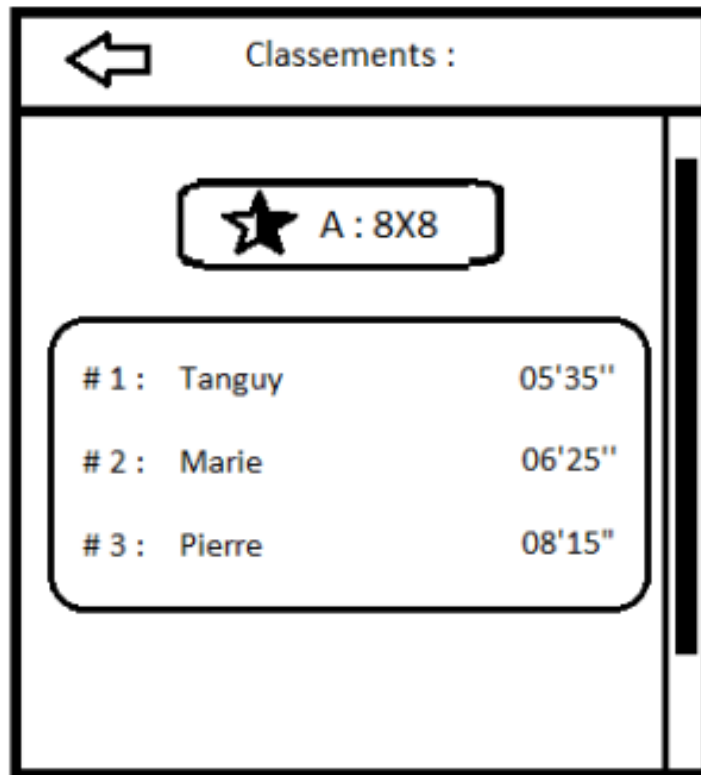 Classements :
A : 8X8
# 1 : Tanguy 05'35''
# 2 : Marie 06'25''
# 3 : Pierre 08'15"